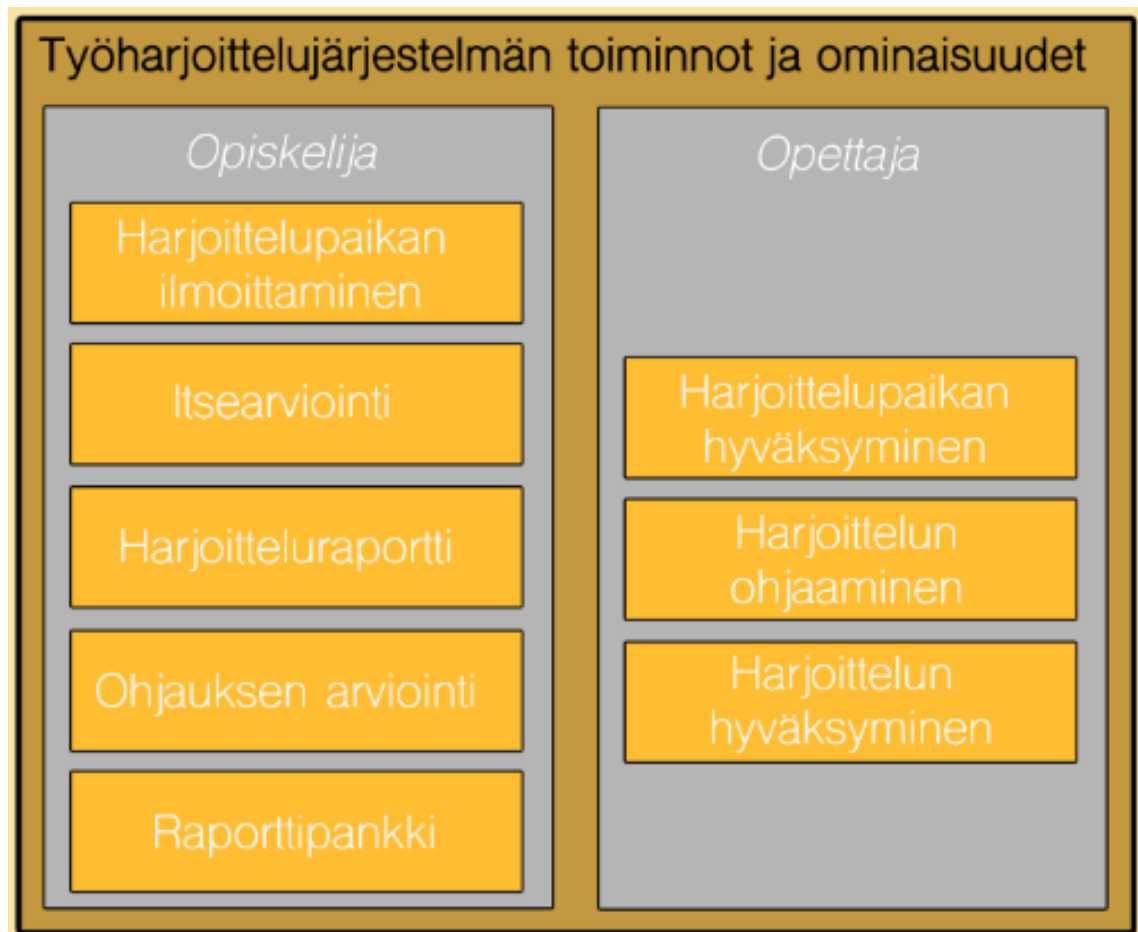 Työharjoittelujärjestelmän toiminnot ja ominaisuudet
Opiskelija
Harjoittelupaikan
ilmoittaminen
Itsearviointi
Harjoitteluraportti
Ohjauksen arviointi
Raporttipankki
Opettaja
Harjoittelupaikan
hyväksyminen
Harjoittelun
ohjaaminen
Harjoittelun
hyväksyminen